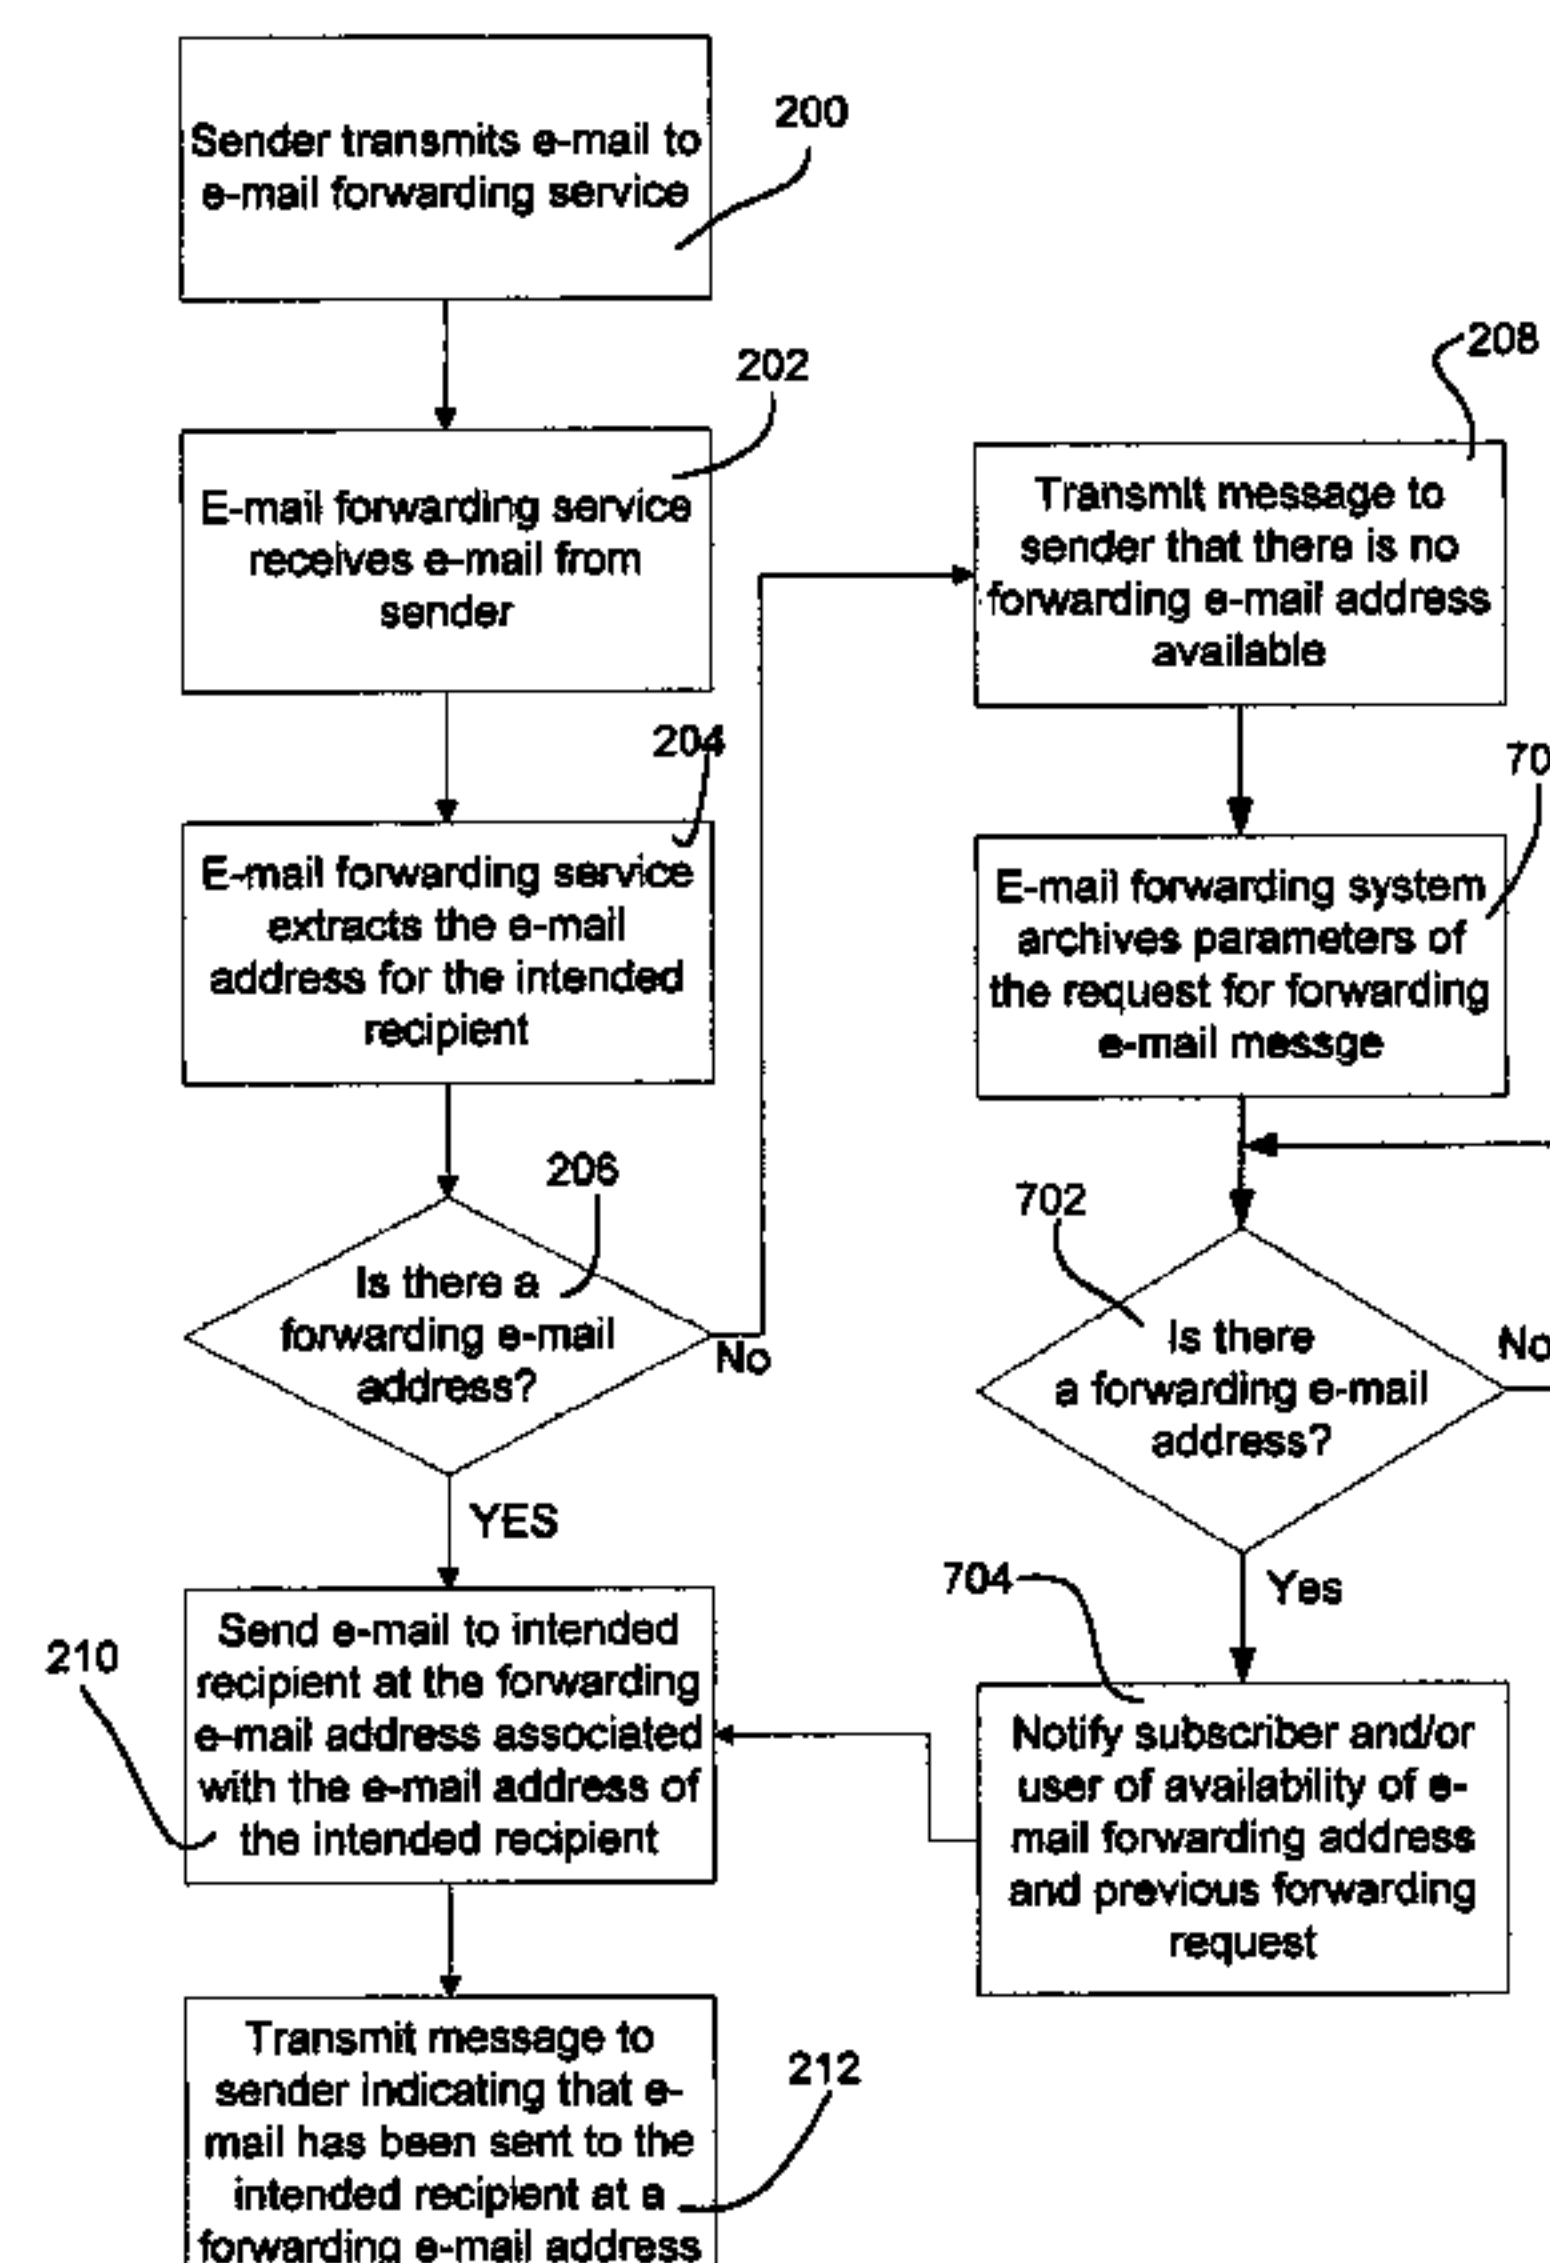 Sender transmits e-mail to
e-mail forwarding service
200
202
E-mail forwarding service
receives e-mail from
sender
204
E-mail forwarding service
extracts the e-mail
address for the intended
recipient
206
Is there a
forwarding e-mail
address?
No
YES
210
Send e-mail to intended
recipient at the forwarding
e-mail address associated
with the e-mail address of
the intended recipient
Transmit message to
sender indicating that e-
mail has been sent to the
intended recipient at a
forwarding e-mail address
212
208
Transmit message to
sender that there is no
forwarding e-mail address
available
E-mail forwarding system
archives parameters of
the request for forwarding
e-mail messge
702
Is there
a forwarding e-mail
address?
No
Yes
704
Notify subscriber and/or
user of availability of e-
mail forwarding address
and previous forwarding
request